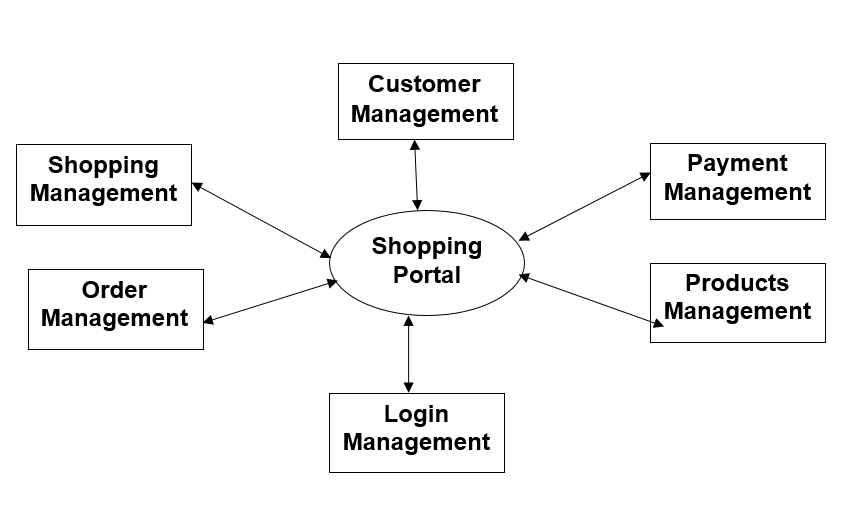 Customer
Management
Shopping
Management
Payment
Management
Shopping
Portal
Order
Management
Products
Management
Login
Management